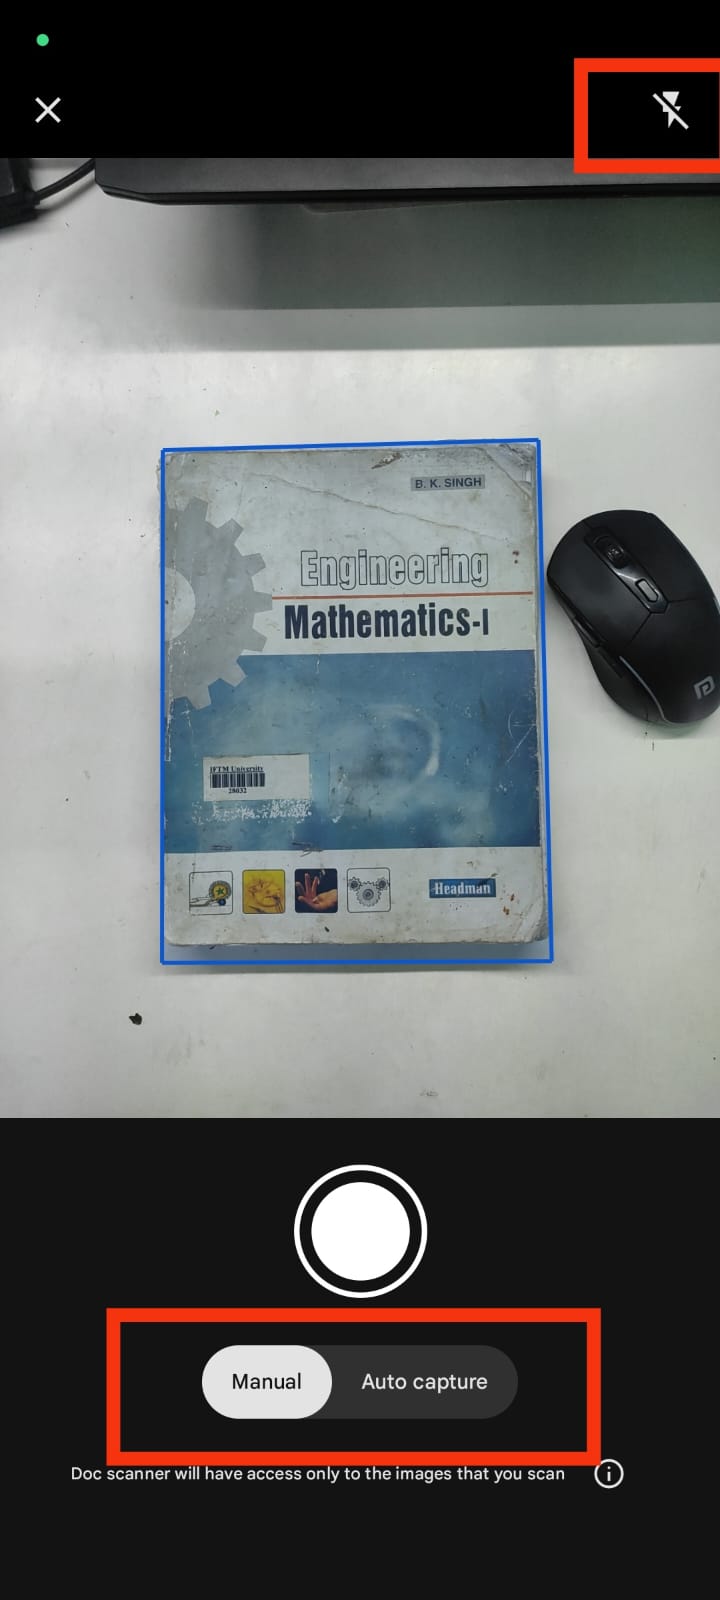 B. K. SINGH
Engineering
Mathematics-I
IFTM University
28032
Headman
Manual
Auto capture
Doc scanner will have access only to the images that you scan